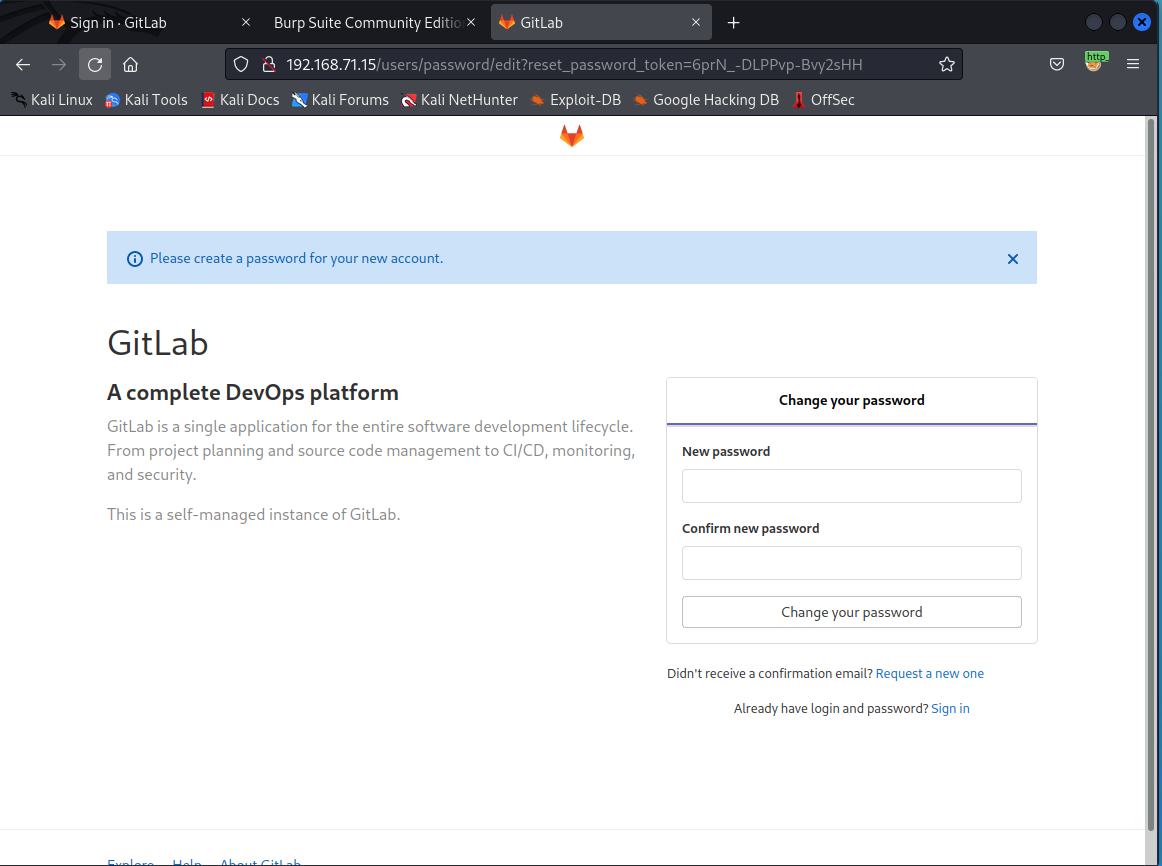 Sign in · GitLab
Burp Suite Community Editio
GitLab
192.168.71.15/users/password/edit?reset_password_token=6prN_-DLPPvp-Bvy2sHH
http
Kali Linux Kali Tools Kali Docs Kali Forums Kali NetHunter Exploit-DB Google Hacking DB OffSec
Please create a password for your new account.
GitLab
A complete DevOps platform
GitLab is a single application for the entire software development lifecycle.
From project planning and source code management to CI/CD, monitoring,
and security.
This is a self-managed instance of GitLab.
Change your password
New password
Confirm new password
Change your password
Didn't receive a confirmation email? Request a new one
Already have login and password? Sign in
Explore Help About GitLab